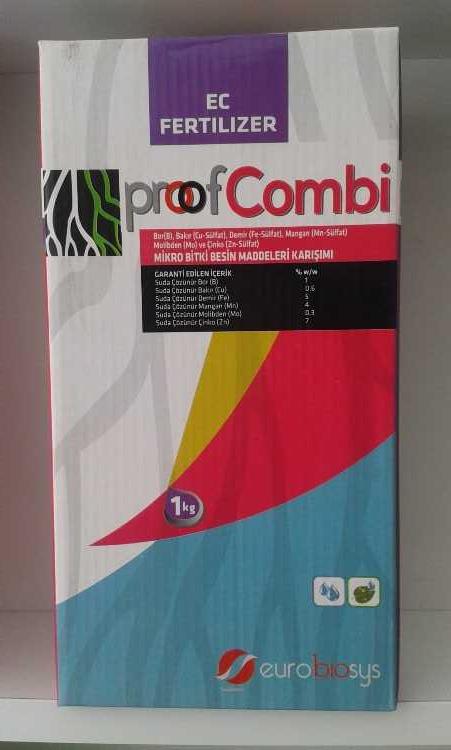 EC
FERTILIZER
proofCombi
Bor(B), Bakır (Cu-Sülfat), Demir (Fe-Sülfat), Mangan (Mn-Sülfat)
Molibden (Mo) ve Çinko (Zn-Sülfat)
MİKRO BİTKİ BESİN MADDELERİ KARIŞIMI
GARANTİ EDİLEN İÇERİK % w/w
Suda Çözünür Bor (B) 1
Suda Çözünür Bakır (Cu) 0.6
Suda Çözünür Demir (Fe) 5
Suda Çözünür Mangan (Mn) 4
Suda Çözünür Molibden (Mo) 0.3
Suda Çözünür Çinko (Zn) 7
1 kg
eurobiosys